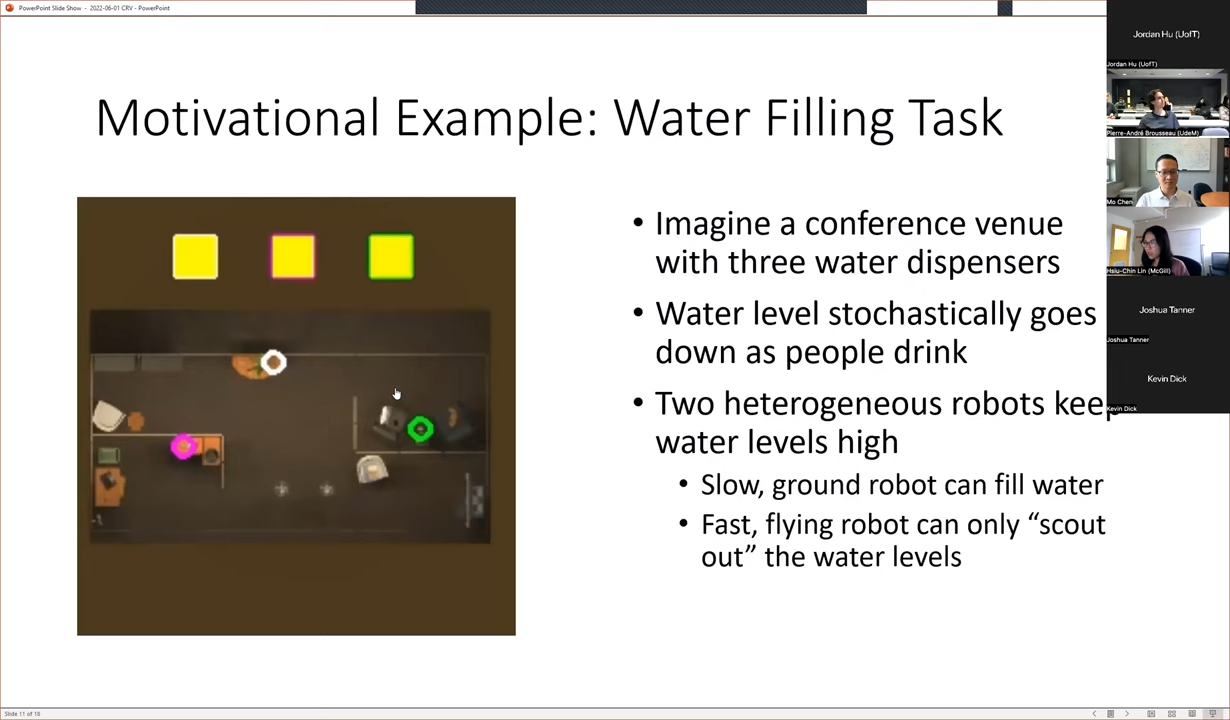 PowerPoint Slide Show - 2022-06-01 CRV - PowerPoint
Motivational Example: Water Filling Task
• Imagine a conference venue
with three water dispensers
• Water level stochastically goes
down as people drink
• Two heterogeneous robots keep
water levels high
• Slow, ground robot can fill water
• Fast, flying robot can only “scout
out” the water levels
Jordan Hu (UofT)
Jordan Hu (UofT)
Pierre-André Brousseau (UdeM)
Mo Chen
Hsiu-Chin Lin (McGill)
Joshua Tanner
Joshua Tanner
Kevin Dick
Kevin Dick
Slide 11 of 18